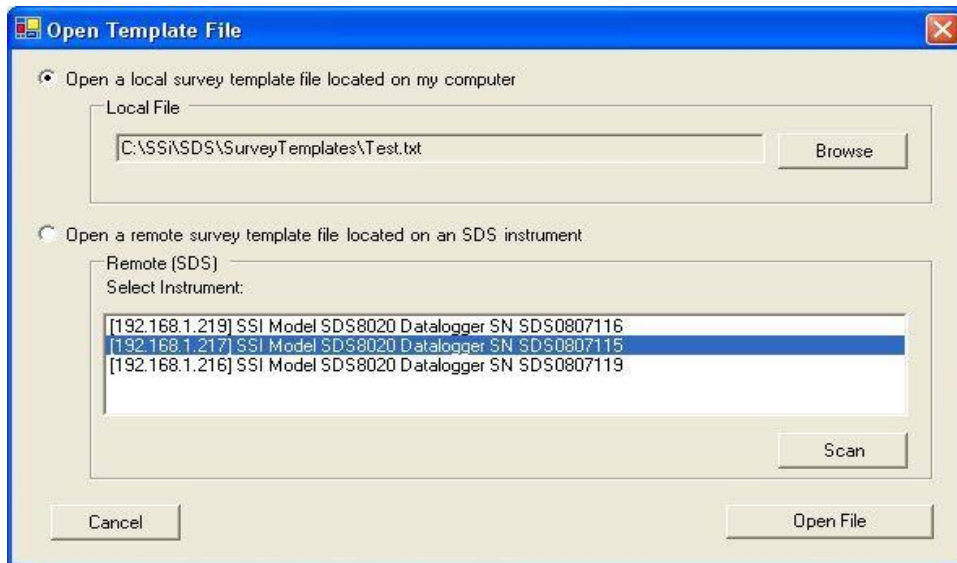 Open Template File
Open a local survey template file located on my computer
Local File
C:\SSi\SDS\SurveyTemplates\Test.txt
Browse
Open a remote survey template file located on an SDS instrument
Remote (SDS)
Select Instrument:
[192.168.1.219] SSI Model SDS8020 Datalogger SN SDS0807116
[192.168.1.217] SSI Model SDS8020 Datalogger SN SDS0807115
[192.168.1.216] SSI Model SDS8020 Datalogger SN SDS0807119
Scan
Cancel
Open File